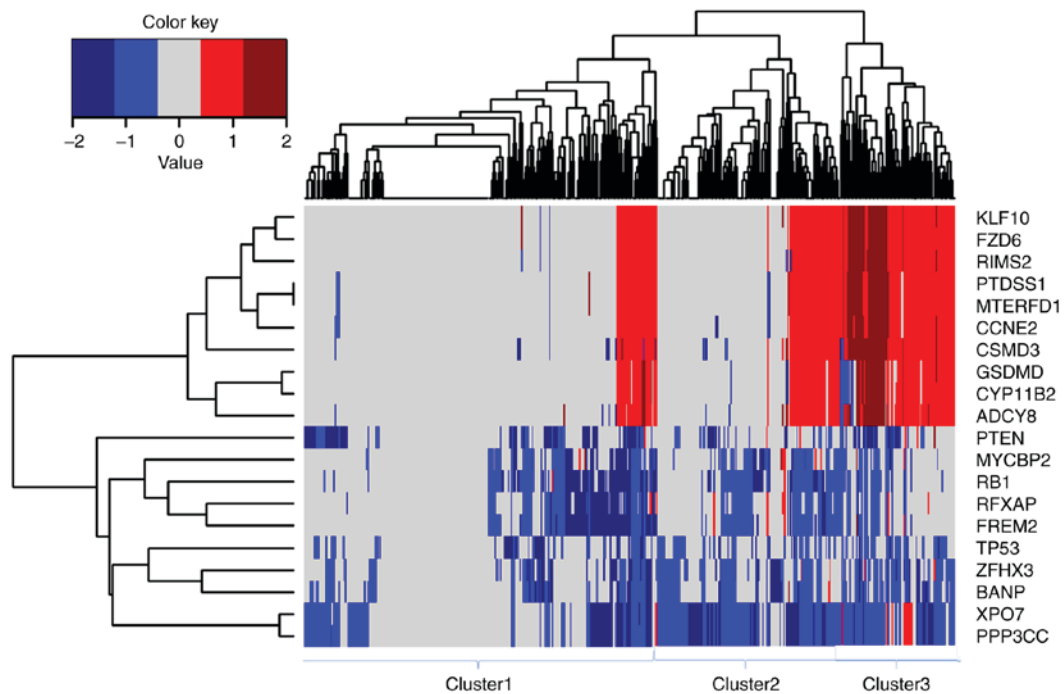 Color key
−2 −1 0 1 2
Value
KLF10
FZD6
RIMS2
PTDSS1
MTERFD1
CCNE2
CSMD3
GSDMD
CYP11B2
ADCY8
PTEN
MYCBP2
RB1
RFXAP
FREM2
TP53
ZFHX3
BANP
XPO7
PPP3CC
Cluster1 Cluster2 Cluster3